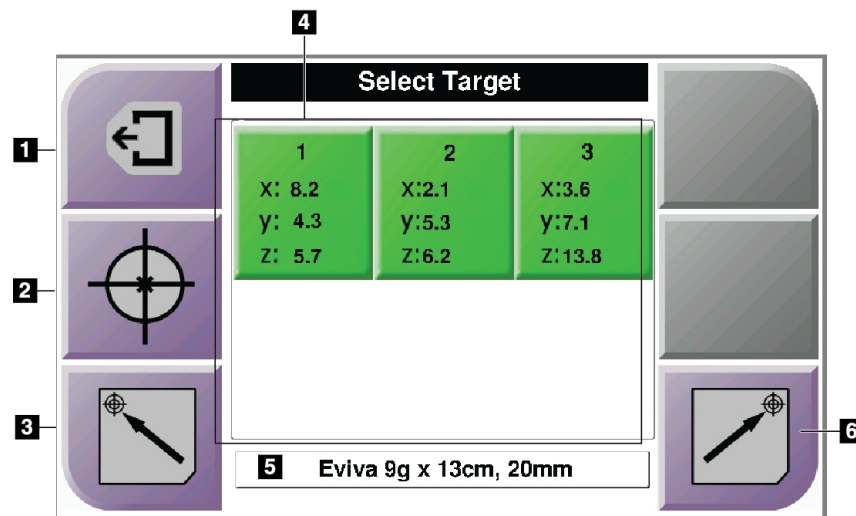 4
Select Target
1
2
3
6
1 2 3
x: 8.2 x:2.1 x:3.6
y: 4.3 y:5.3 y:7.1
z: 5.7 z:6.2 z:13.8
5 Eviva 9g x 13cm, 20mm